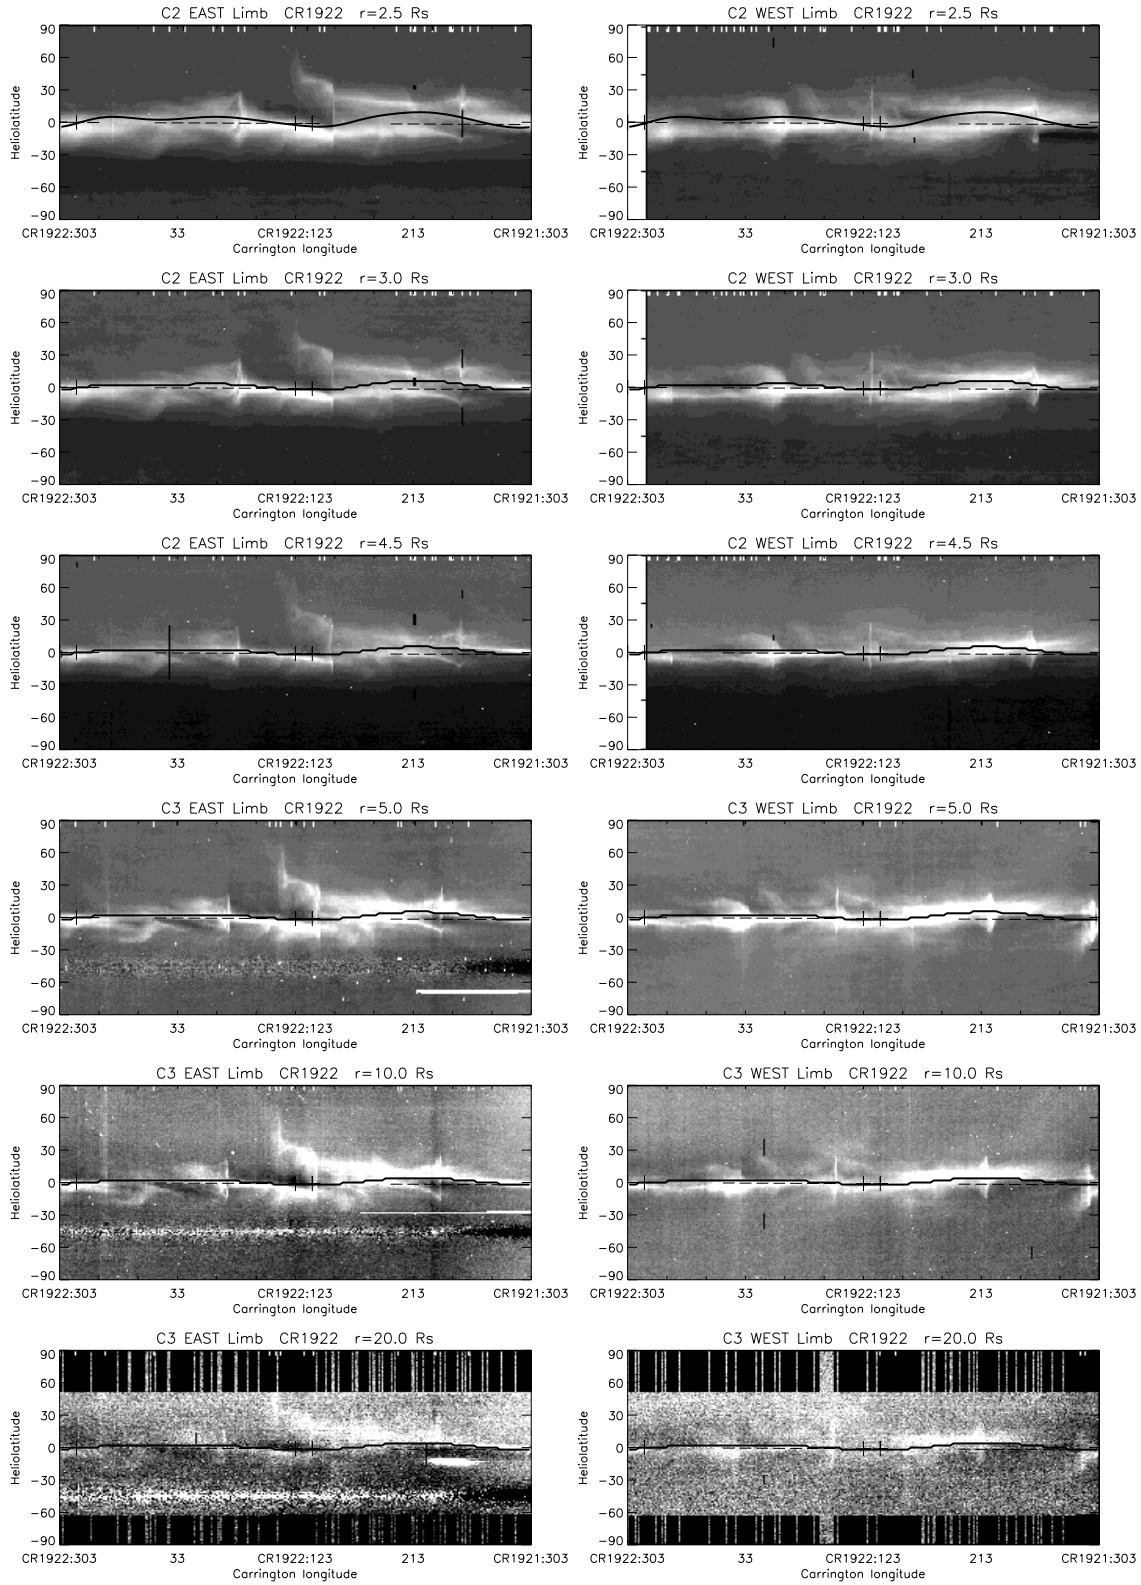 C2 EAST Limb CR1922 r=2.5 Rs
90
60
30
0
−30
−60
−90
Heliolatitude
CR1922:303 33 CR1922:123 213 CR1921:303
Carrington longitude
C2 WEST Limb CR1922 r=2.5 Rs
90
60
30
0
−30
−60
−90
Heliolatitude
CR1922:303 33 CR1922:123 213 CR1921:303
Carrington longitude
C2 EAST Limb CR1922 r=3.0 Rs
90
60
30
0
−30
−60
−90
Heliolatitude
CR1922:303 33 CR1922:123 213 CR1921:303
Carrington longitude
C2 WEST Limb CR1922 r=3.0 Rs
90
60
30
0
−30
−60
−90
Heliolatitude
CR1922:303 33 CR1922:123 213 CR1921:303
Carrington longitude
C2 EAST Limb CR1922 r=4.5 Rs
90
60
30
0
−30
−60
−90
Heliolatitude
CR1922:303 33 CR1922:123 213 CR1921:303
Carrington longitude
C2 WEST Limb CR1922 r=4.5 Rs
90
60
30
0
−30
−60
−90
Heliolatitude
CR1922:303 33 CR1922:123 213 CR1921:303
Carrington longitude
C3 EAST Limb CR1922 r=5.0 Rs
90
60
30
0
−30
−60
−90
Heliolatitude
CR1922:303 33 CR1922:123 213 CR1921:303
Carrington longitude
C3 WEST Limb CR1922 r=5.0 Rs
90
60
30
0
−30
−60
−90
Heliolatitude
CR1922:303 33 CR1922:123 213 CR1921:303
Carrington longitude
C3 EAST Limb CR1922 r=10.0 Rs
90
60
30
0
−30
−60
−90
Heliolatitude
CR1922:303 33 CR1922:123 213 CR1921:303
Carrington longitude
C3 WEST Limb CR1922 r=10.0 Rs
90
60
30
0
−30
−60
−90
Heliolatitude
CR1922:303 33 CR1922:123 213 CR1921:303
Carrington longitude
C3 EAST Limb CR1922 r=20.0 Rs
90
60
30
0
−30
−60
−90
Heliolatitude
CR1922:303 33 CR1922:123 213 CR1921:303
Carrington longitude
C3 WEST Limb CR1922 r=20.0 Rs
90
60
30
0
−30
−60
−90
Heliolatitude
CR1922:303 33 CR1922:123 213 CR1921:303
Carrington longitude